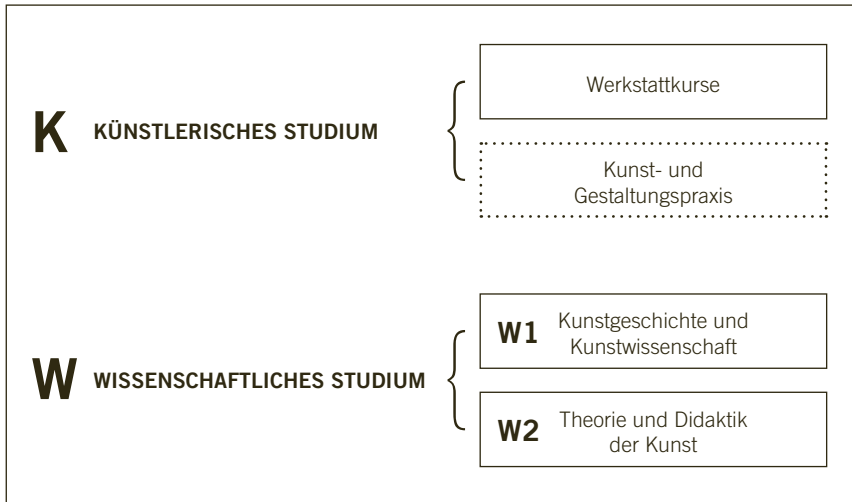 K KÜNSTLERISCHES STUDIUM
Werkstattkurse
Kunst- und
Gestaltungspraxis
W WISSENSCHAFTLICHES STUDIUM
W1 Kunstgeschichte und
Kunstwissenschaft
W2 Theorie und Didaktik
der Kunst